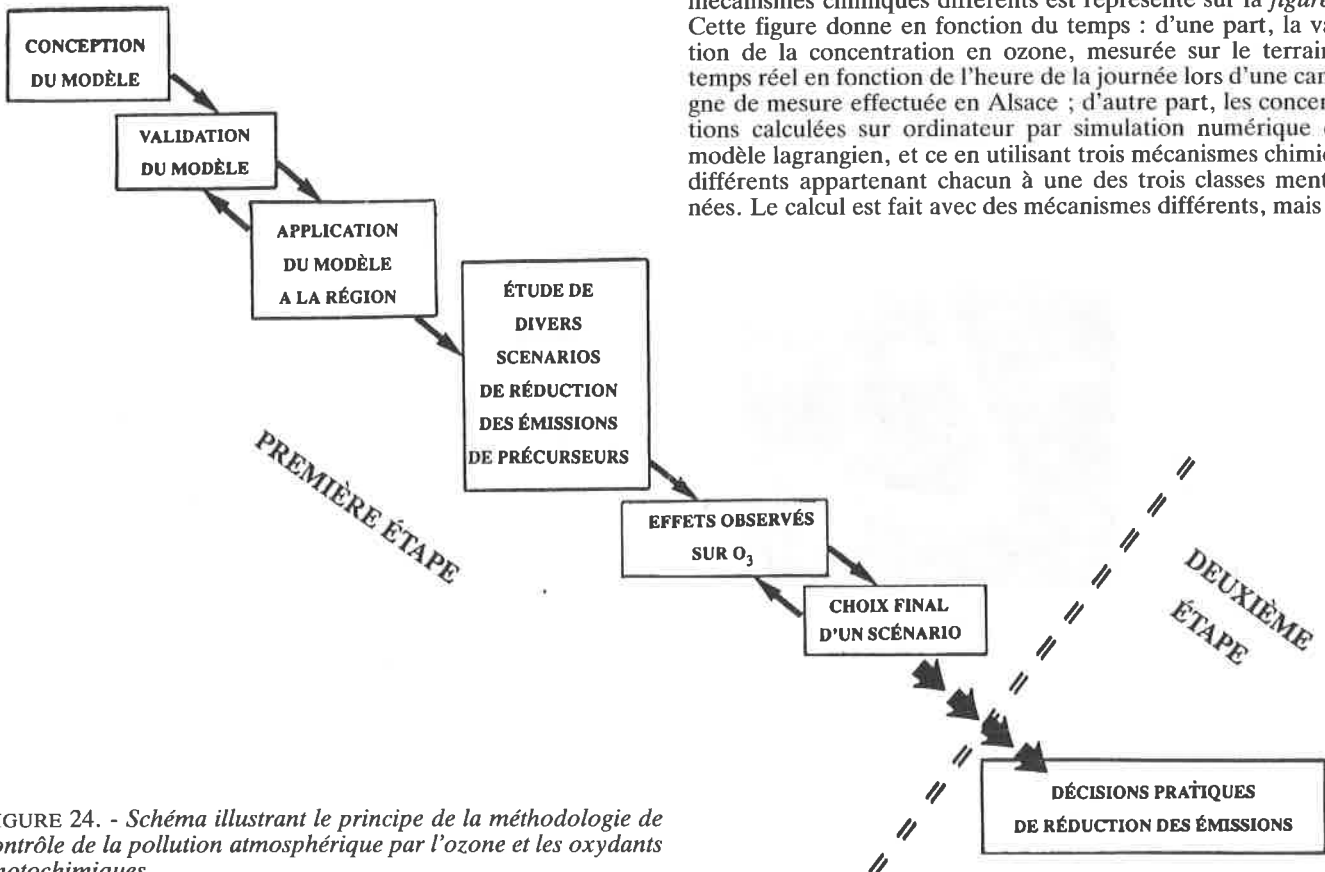 mécanismes chimiques différents est représenté sur la figure
Cette figure donne en fonction du temps : d'une part, la va
tion de la concentration en ozone, mesurée sur le terrain
temps réel en fonction de l'heure de la journée lors d'une cam
gne de mesure effectuée en Alsace ; d'autre part, les concen
tions calculées sur ordinateur par simulation numérique
modèle lagrangien, et ce en utilisant trois mécanismes chimi
différents appartenant chacun à une des trois classes ment
nées. Le calcul est fait avec des mécanismes différents, mais
CONCEPTION
DU MODÈLE
VALIDATION
DU MODÈLE
APPLICATION
DU MODÈLE
A LA RÉGION
ÉTUDE DE
DIVERS
SCENARIOS
DE RÉDUCTION
DES ÉMISSIONS
DE PRÉCURSEURS
PREMIÈRE ÉTAPE
EFFETS OBSERVÉS
SUR O3
CHOIX FINAL
D'UN SCÉNARIO
DEUXIÈME
ÉTAPE
DÉCISIONS PRATIQUES
DE RÉDUCTION DES ÉMISSIONS
IGURE 24. - Schéma illustrant le principe de la méthodologie de
ontrôle de la pollution atmosphérique par l'ozone et les oxydants
hotochimiques